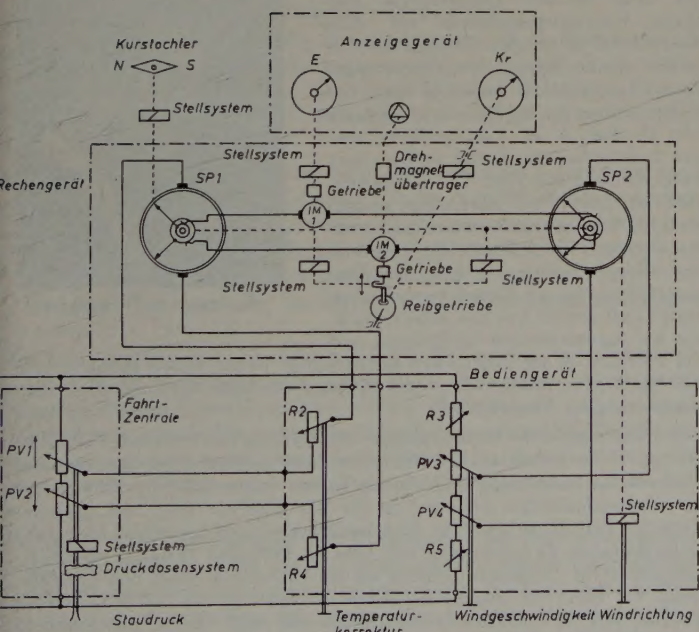 Kurstochter
N S
Stellsystem
Anzeigegerät
E
Kr
Rechengerät
SP1
Stellsystem
Getriebe
IM
1
Dreh-
magnet
übertrager
Stellsystem
SP2
IM
2
Getriebe
Stellsystem
Stellsystem
Reibgetriebe
Bediengerät
Fahrt-
Zentrale
PV1
PV2
Stellsystem
Druckdosensystem
R2
R4
R3
PV3
PV4
R5
Stellsystem
Staudruck
Temperatur-
korrektur
Windgeschwindigkeit
Windrichtung